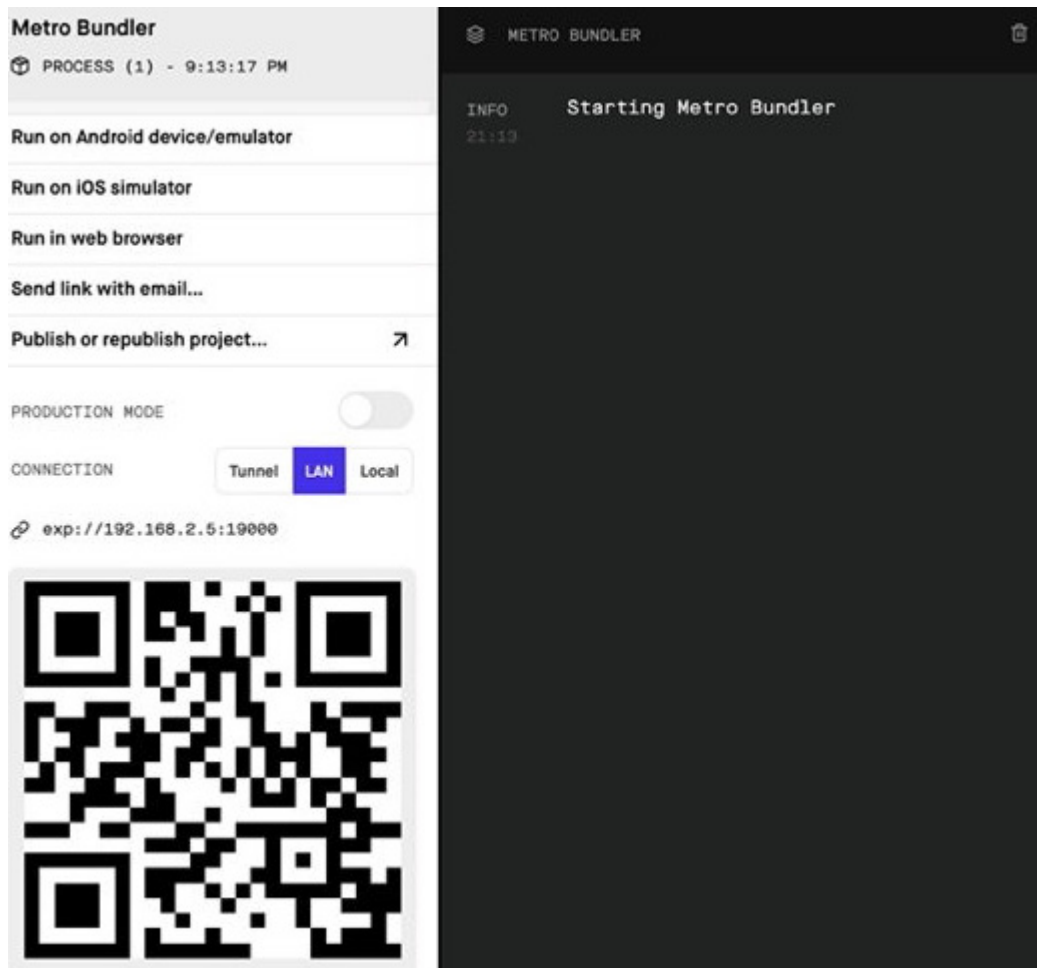 Metro Bundler
PROCESS (1) - 9:13:17 PM
Run on Android device/emulator
Run on iOS simulator
Run in web browser
Send link with email...
Publish or republish project...
PRODUCTION MODE
CONNECTION
Tunnel LAN Local
exp://192.168.2.5:19000
METRO BUNDLER
INFO Starting Metro Bundler
21:13